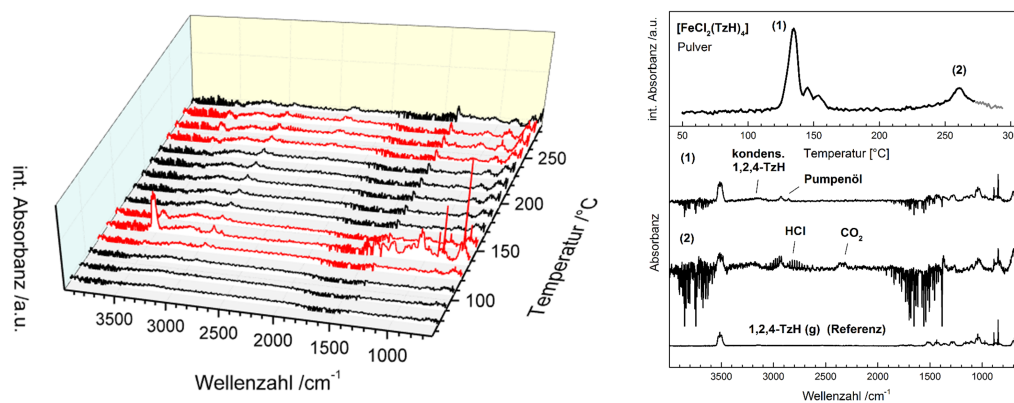 int. Absorbanz /a.u.
3500
3000
2500
2000
1500
1000
Wellenzahl /cm⁻¹
100
150
200
250
Temperatur /°C
[FeCl₂(TzH)₄]
Pulver
(1)
(2)
int. Absorbanz /a.u.
50
100
150
200
250
30
Temperatur [°C]
(1)
kondens.
1,2,4-TzH
Pumpenöl
(2)
HCl
CO₂
Absorbanz
1,2,4-TzH (g) (Referenz)
3500
3000
2500
2000
1500
1000
Wellenzahl /cm⁻¹